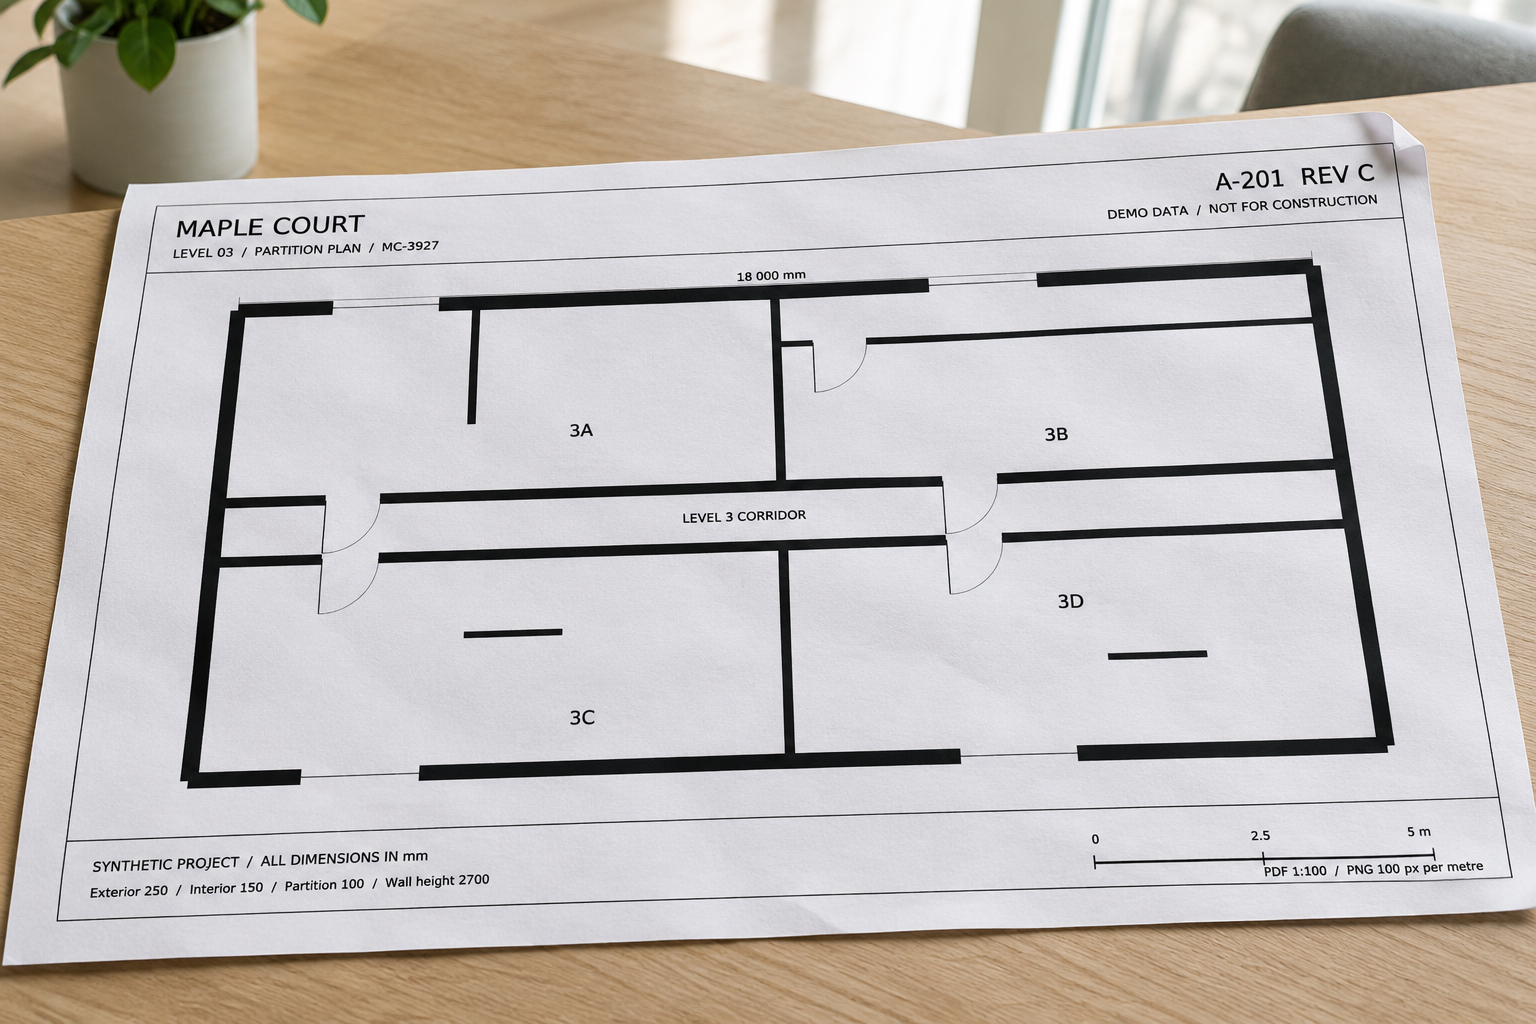 MAPLE COURT
LEVEL 03 / PARTITION PLAN / MC-3927
A-201 REV C
DEMO DATA / NOT FOR CONSTRUCTION
18 000 mm
3A
3B
LEVEL 3 CORRIDOR
3D
3C
SYNTHETIC PROJECT / ALL DIMENSIONS IN mm
Exterior 250 / Interior 150 / Partition 100 / Wall height 2700
0 2.5 5 m
PDF 1:100 / PNG 100 px per metre